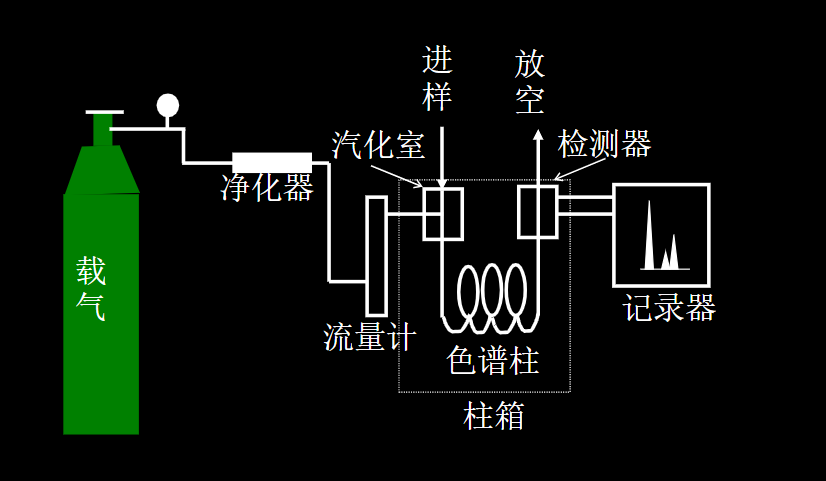 进
样
放
空
汽化室
检测器
净化器
载
气
流量计
记录器
色谱柱
柱箱